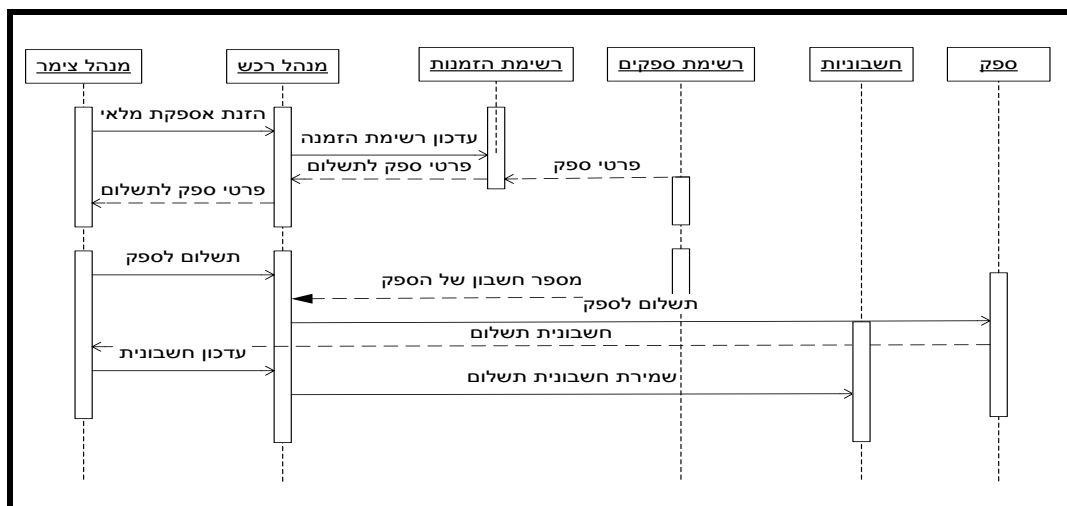 מנהל צימר
מנהל רכש
רשימת הזמנות
רשימת ספקים
חשבוניות
ספק
הזנת אספקת מלאי
עדכון רשימת הזמנה
פרטי ספק
פרטי ספק לתשלום
פרטי ספק לתשלום
תשלום לספק
מספר חשבון של הספק
תשלום לספק
חשבונית תשלום
עדכון חשבונית
שמירת חשבונית תשלום